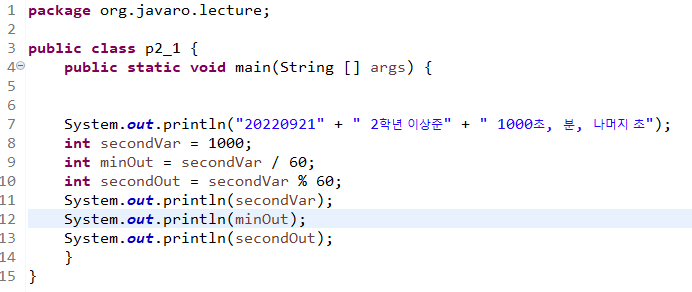 1 package org.javaro.lecture;
2
3 public class p2_1 {
4 public static void main(String [] args) {
5
6
7 System.out.println("20220921" + " 2학년 이상준" + " 1000초, 분, 나머지 초");
8 int secondVar = 1000;
9 int minOut = secondVar / 60;
10 int secondOut = secondVar % 60;
11 System.out.println(secondVar);
12 System.out.println(minOut);
13 System.out.println(secondOut);
14 }
15 }